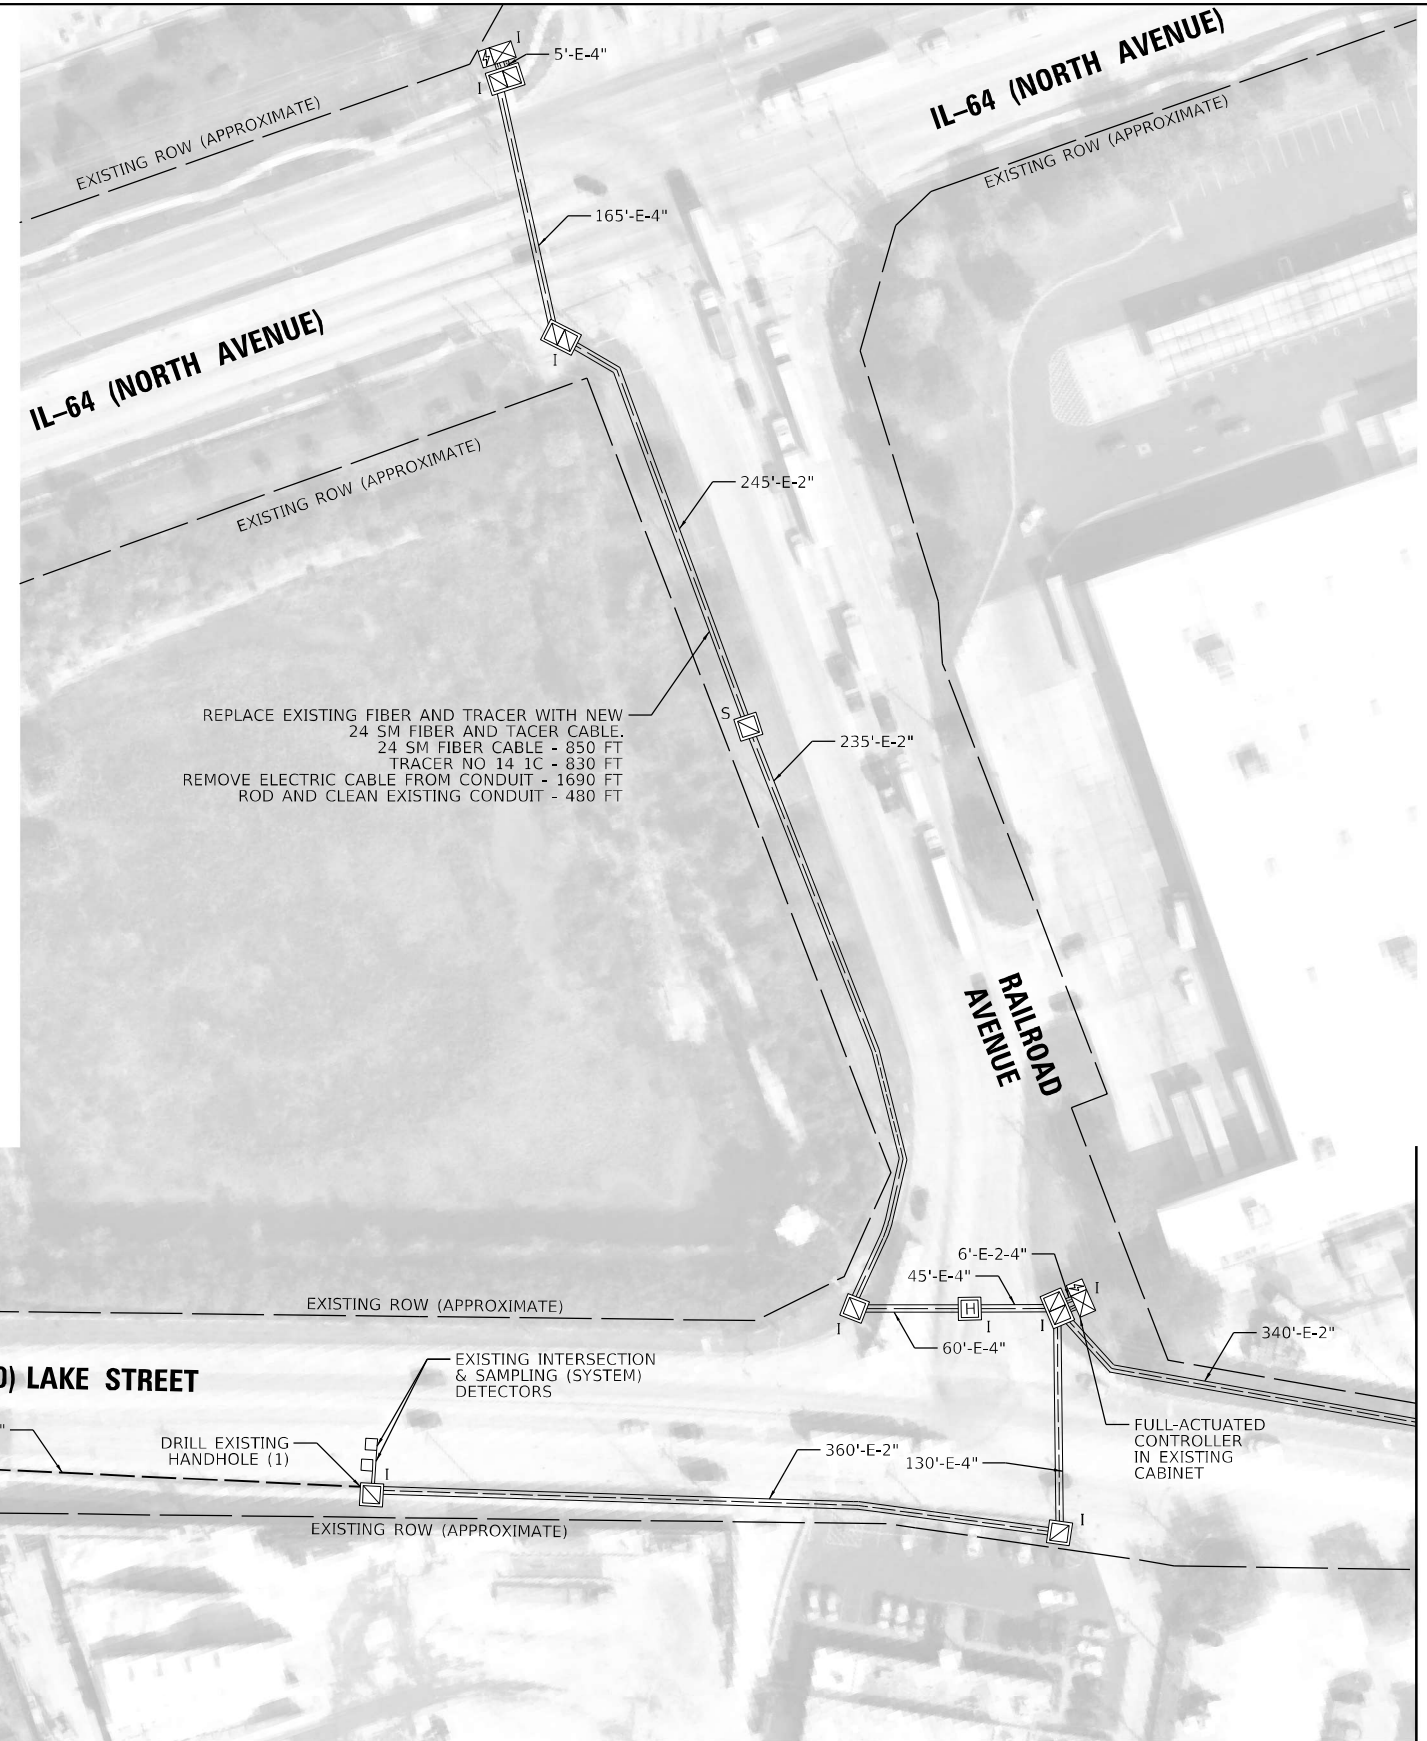 I
5'-E-4"
I
IL-64 (NORTH AVENUE)
EXISTING ROW (APPROXIMATE)
EXISTING ROW (APPROXIMATE)
165'-E-4"
IL-64 (NORTH AVENUE)
I
EXISTING ROW (APPROXIMATE)
245'-E-2"
REPLACE EXISTING FIBER AND TRACER WITH NEW
24 SM FIBER AND TACER CABLE.
24 SM FIBER CABLE - 850 FT
TRACER NO 14 1C - 830 FT
REMOVE ELECTRIC CABLE FROM CONDUIT - 1690 FT
ROD AND CLEAN EXISTING CONDUIT - 480 FT
S
235'-E-2"
RAILROAD
AVENUE
6'-E-2-4"
45'-E-4"
I
H
EXISTING ROW (APPROXIMATE)
I
I
I
60'-E-4"
340'-E-2"
0) LAKE STREET
EXISTING INTERSECTION
& SAMPLING (SYSTEM)
DETECTORS
"
DRILL EXISTING
HANDHOLE (1)
I
360'-E-2"
130'-E-4"
FULL-ACTUATED
CONTROLLER
IN EXISTING
CABINET
I
EXISTING ROW (APPROXIMATE)